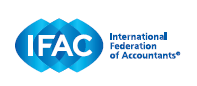 IFAC
International
Federation
of Accountants®